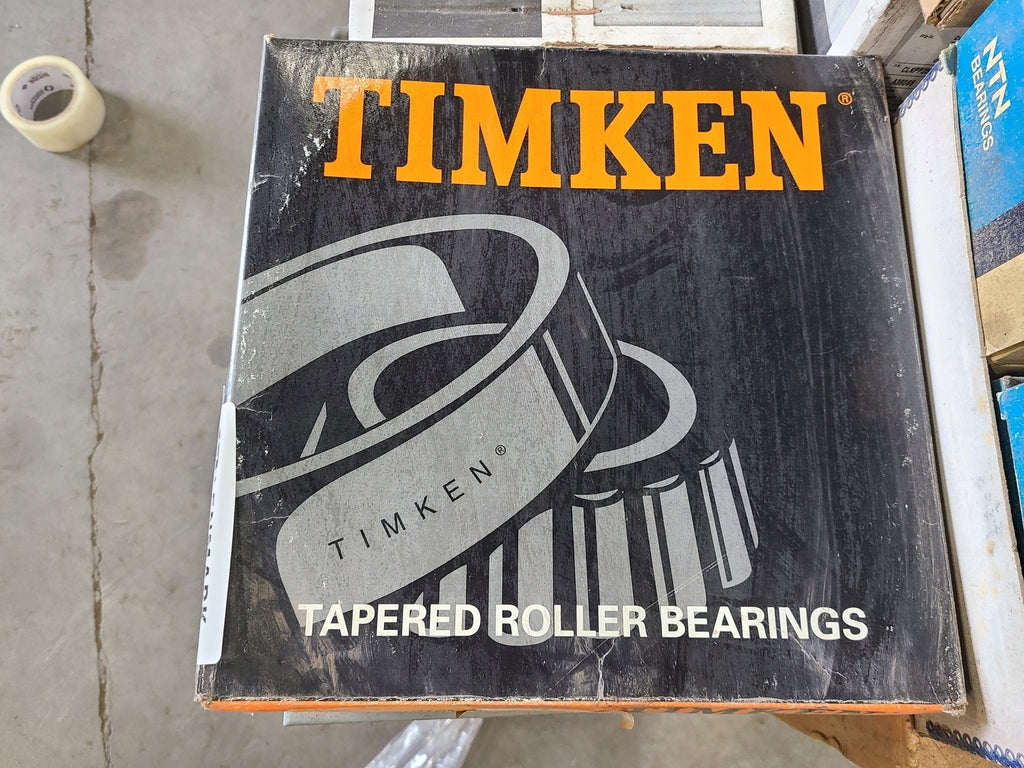 TIMKEN®
TIMKEN®
TAPERED ROLLER BEARINGS
NTN
BEARINGS